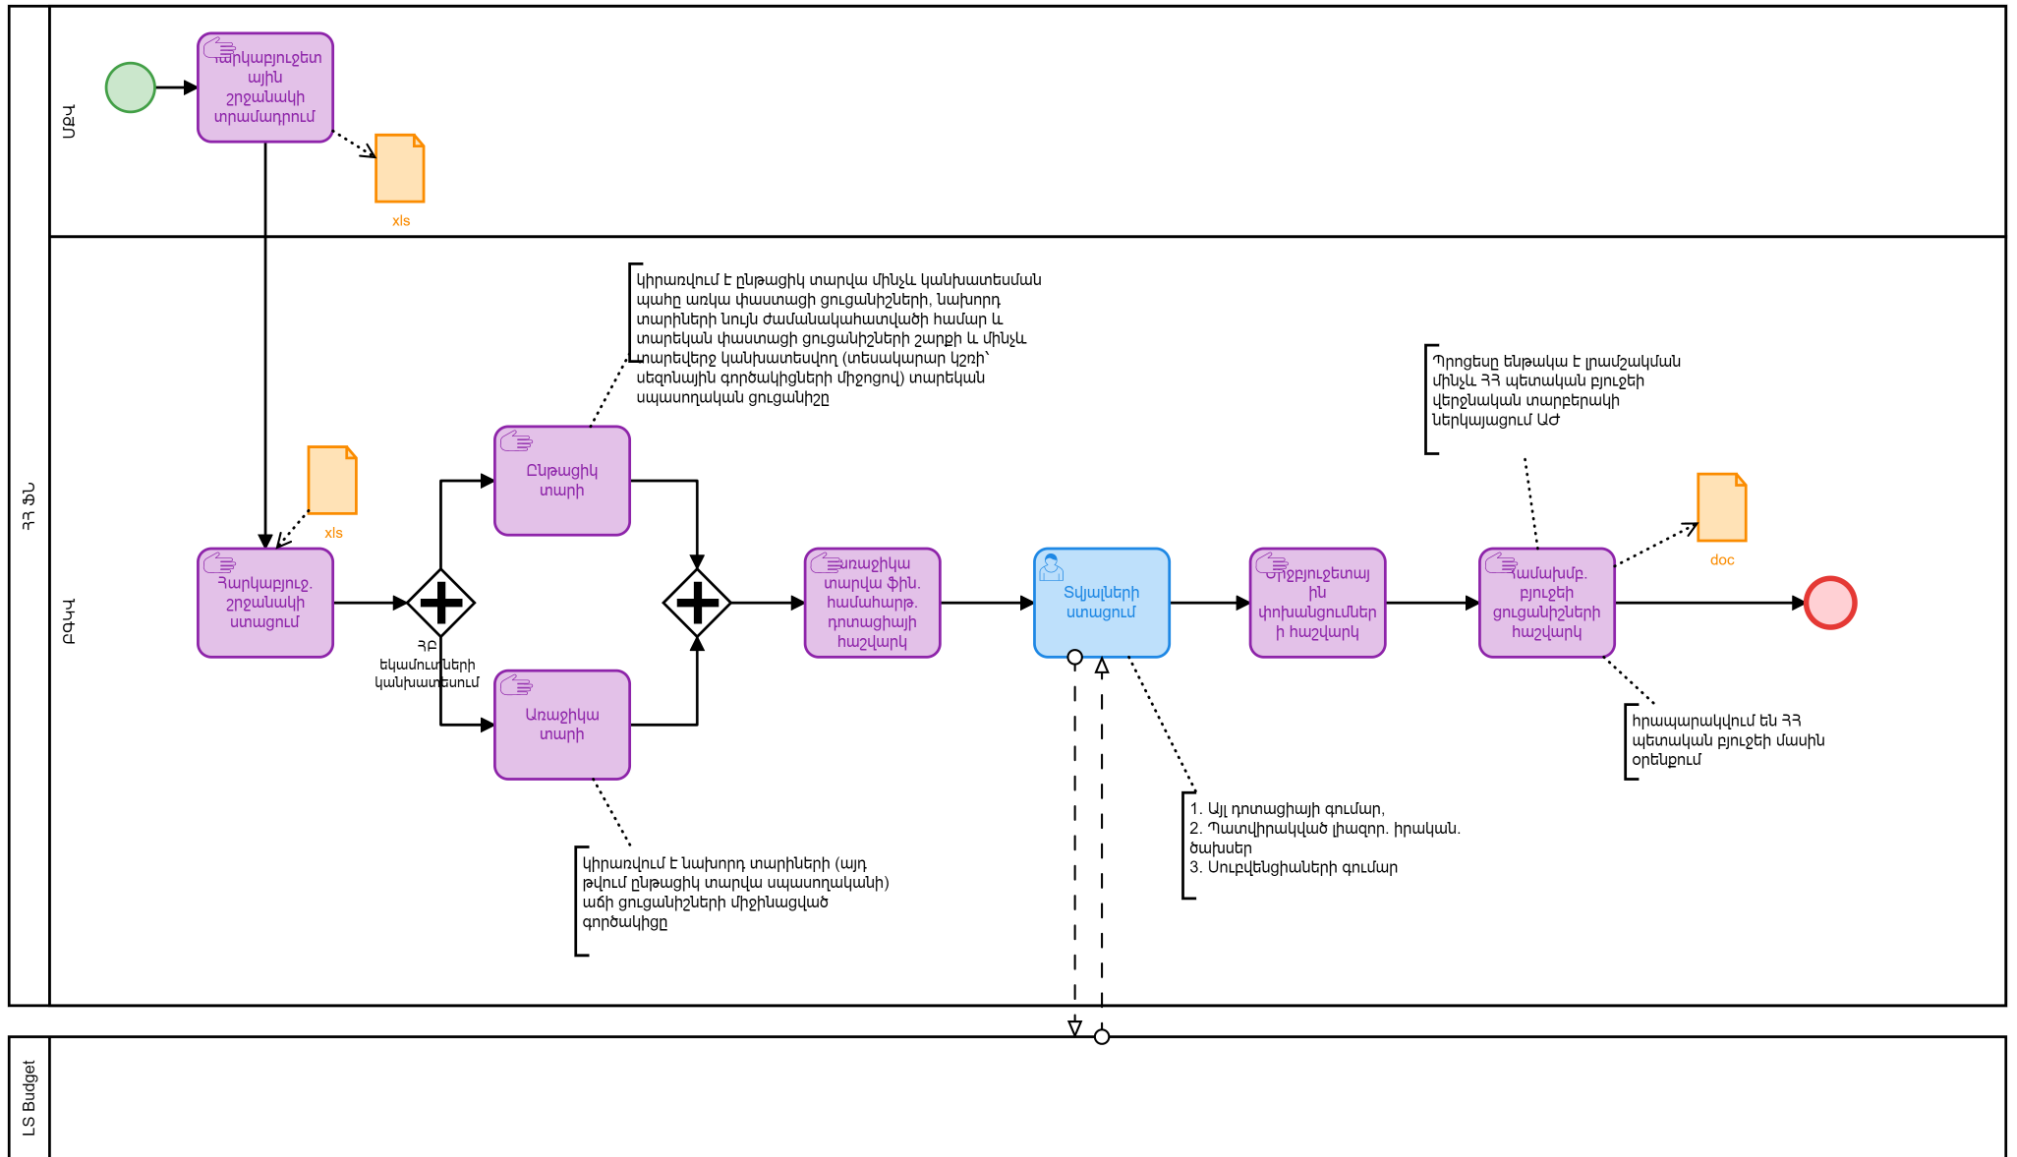 ՀՀ ՖՆ
ՄՔՎ
Հարկաբյուջետ
ային
շրջանակի
տրամադրում
xls
ԲԳԿՎ
կիրառվում է ընթացիկ տարվա մինչև կանխատեսման
պահը առկա փաստացի ցուցանիշների, նախորդ
տարիների նույն ժամանակահատվածի համար և
տարեկան փաստացի ցուցանիշների շարքի և մինչև
տարեվերջ կանխատեսվող (տեսակարար կշռի՝
սեզոնային գործակիցների միջոցով) տարեկան
սպասողական ցուցանիշը
Պրոցեսը ենթակա է լրամշակման
մինչև ՀՀ պետական բյուջեի
վերջնական տարբերակի
ներկայացում ԱԺ
xls
Հարկաբյուջ.
շրջանակի
ստացում
ՀԲ
եկամուտների
կանխատեսում
Ընթացիկ
տարի
Առաջիկա
տարի
Առաջիկա
տարվա ֆին.
համահարթ.
դոտացիայի
հաշվարկ
Տվյալների
ստացում
Միջբյուջետայ
ին
փոխանցումներ
ի հաշվարկ
Համախմբ.
բյուջեի
ցուցանիշների
հաշվարկ
doc
հրապարակվում են ՀՀ
պետական բյուջեի մասին
օրենքում
1. Այլ դոտացիայի գումար,
2. Պատվիրակված լիազոր. իրական.
ծախսեր
3. Սուբվենցիաների գումար
կիրառվում է նախորդ տարիների (այդ
թվում ընթացիկ տարվա սպասողականի)
աճի ցուցանիշների միջինացված
գործակիցը
LS Budget